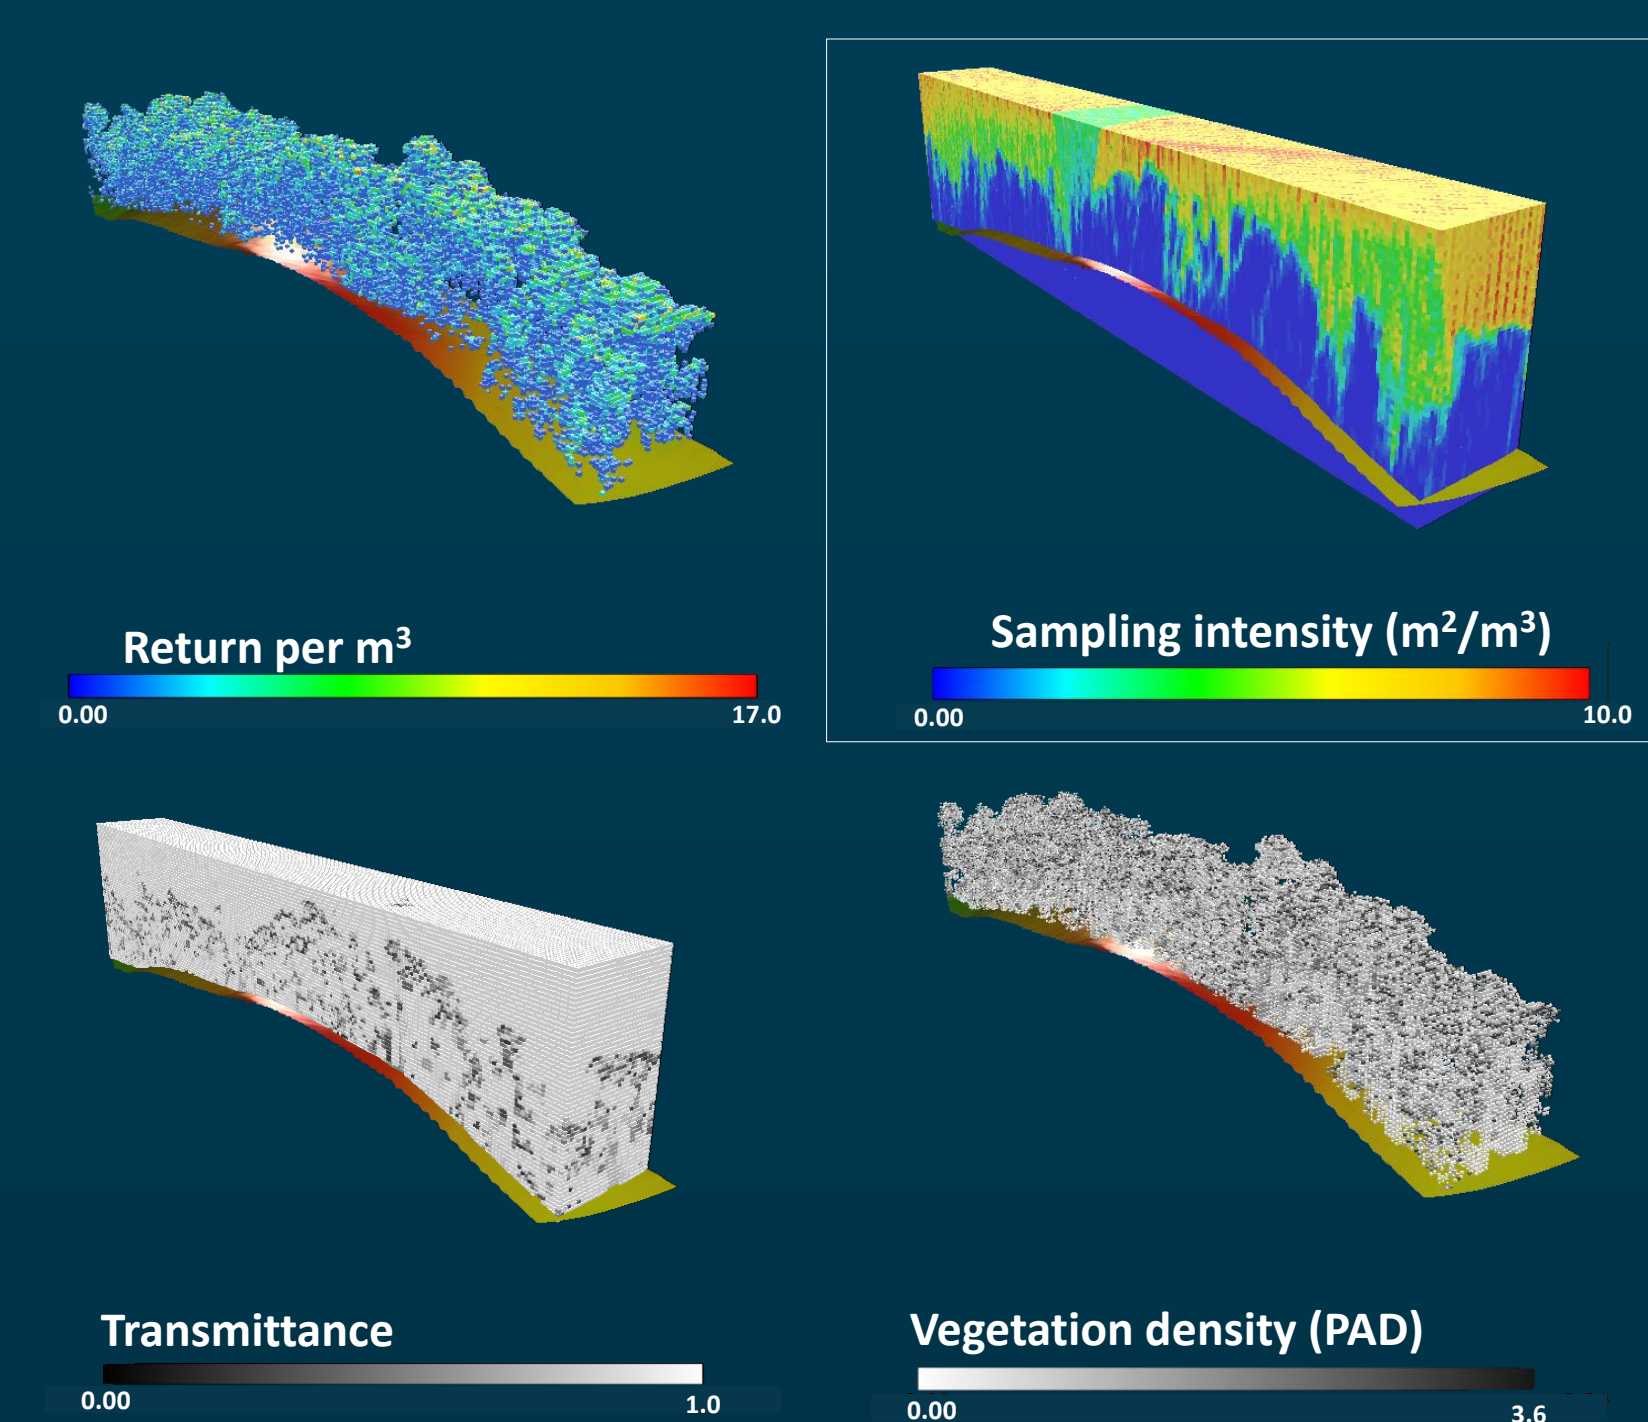 Return per m³
0.00 17.0
Sampling intensity (m²/m³)
0.00 10.0
Transmittance
0.00 1.0
Vegetation density (PAD)
0.00 3.6